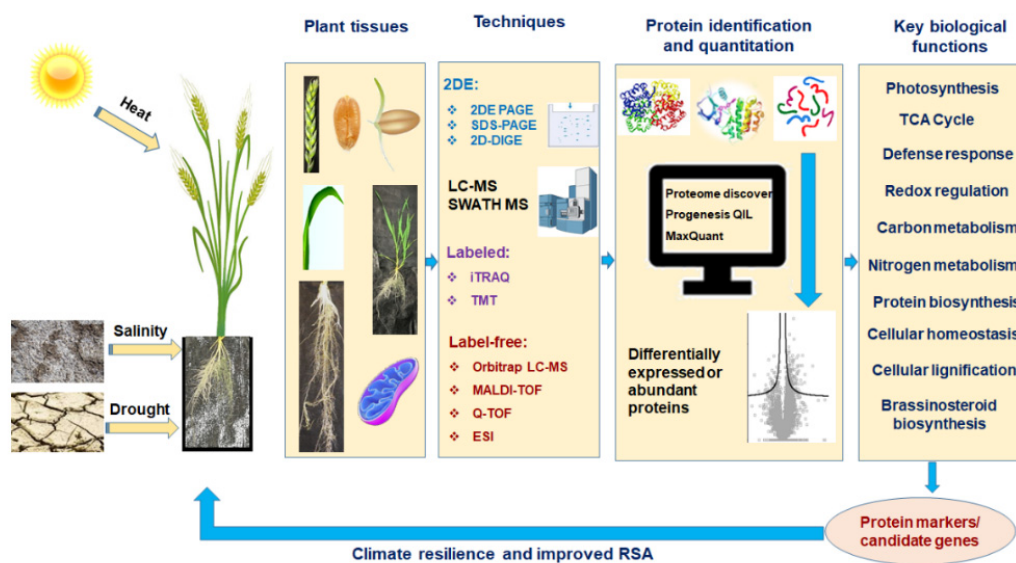 Plant tissues
Techniques
Protein identification
and quantitation
Key biological
functions
Heat
Salinity
Drought
2DE:
❖ 2DE PAGE
❖ SDS-PAGE
❖ 2D-DIGE
LC-MS
SWATH MS
Labeled:
❖ iTRAQ
❖ TMT
Label-free:
❖ Orbitrap LC-MS
❖ MALDI-TOF
❖ Q-TOF
❖ ESI
Proteome discover
Progenesis QIL
MaxQuant
Differentially
expressed or
abundant
proteins
Photosynthesis
TCA Cycle
Defense response
Redox regulation
Carbon metabolism
Nitrogen metabolism
Protein biosynthesis
Cellular homeostasis
Cellular lignification
Brassinosteroid
biosynthesis
Protein markers/
candidate genes
Climate resilience and improved RSA